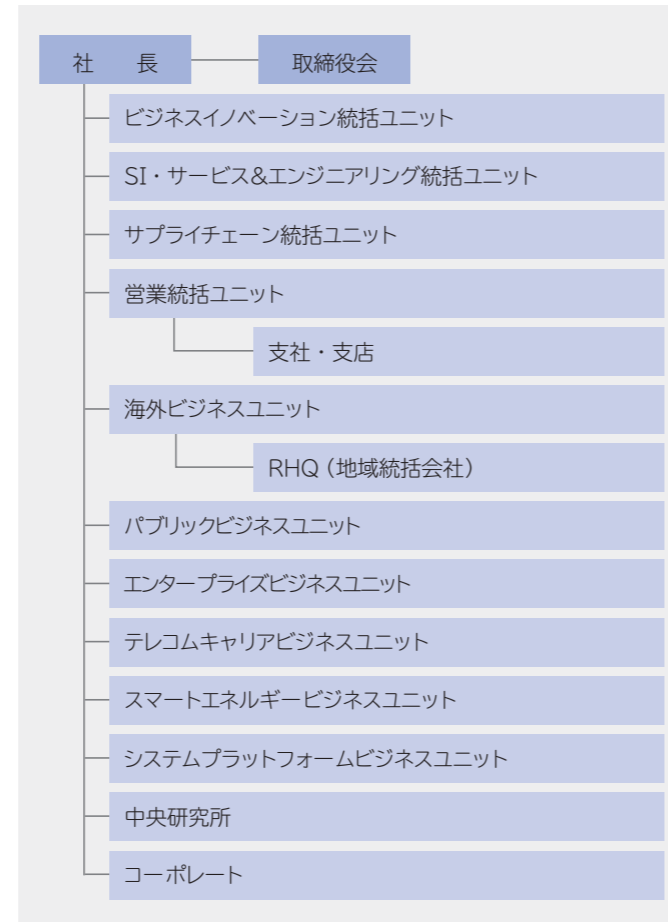 社　長
取締役会
ビジネスイノベーション統括ユニット
SI・サービス&エンジニアリング統括ユニット
サプライチェーン統括ユニット
営業統括ユニット
支社・支店
海外ビジネスユニット
RHQ（地域統括会社）
パブリックビジネスユニット
エンタープライズビジネスユニット
テレコムキャリアビジネスユニット
スマートエネルギービジネスユニット
システムプラットフォームビジネスユニット
中央研究所
コーポレート